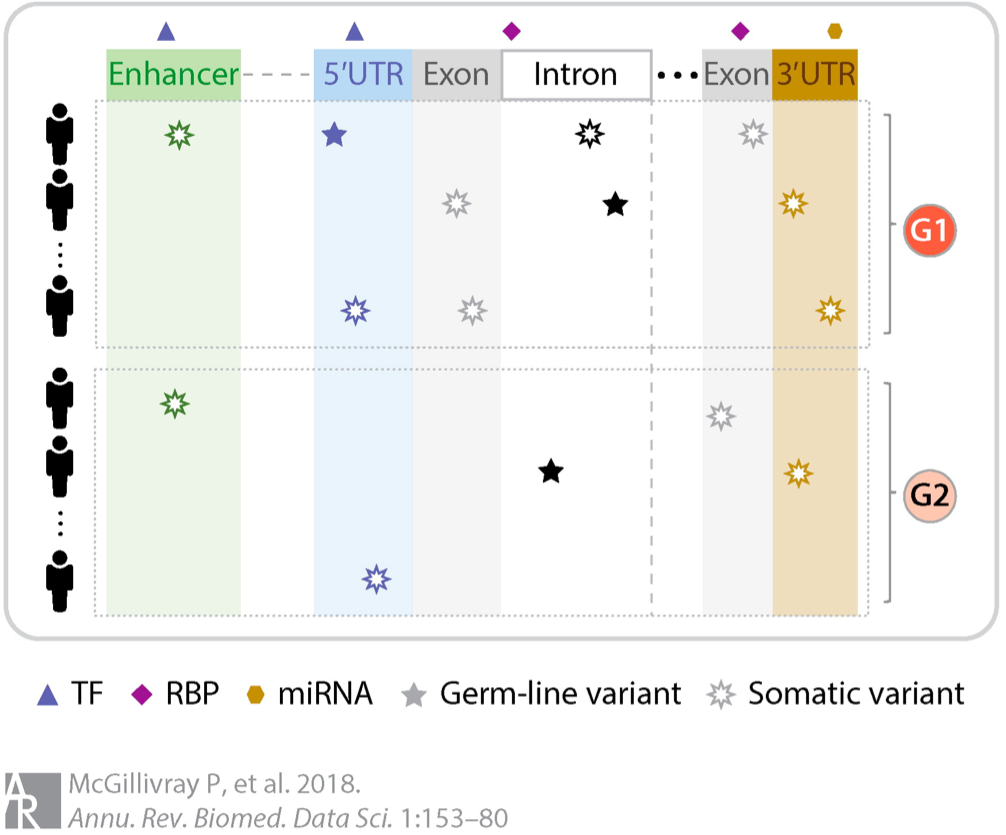 Enhancer 5′UTR Exon Intron Exon 3′UTR
G1
G2
TF RBP miRNA Germ-line variant Somatic variant
AR McGillivray P, et al. 2018.
Annu. Rev. Biomed. Data Sci. 1:153–80